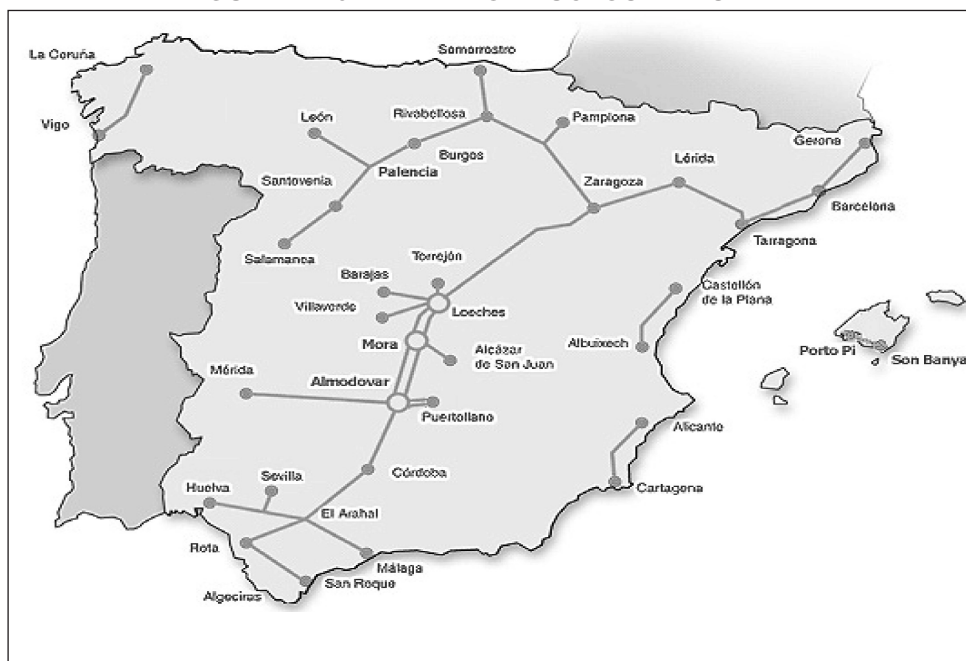 La Coruña
Somorrostro
Vigo
León
Rivabellosa
Pamplona
Gerona
Burgos
Lérida
Palencia
Santovenia
Zaragoza
Barcelona
Tarragona
Salamanca
Torrejón
Barajas
Castellón
de la Plana
Villaverde
Loeches
Mora
Alcázar
de San Juan
Albuixech
Porto Pi
Son Banya
Mérida
Almodovar
Puertollano
Alicante
Córdoba
Sevilla
Huelva
Cartagena
El Arahal
Rota
Málaga
San Roque
Algeciras